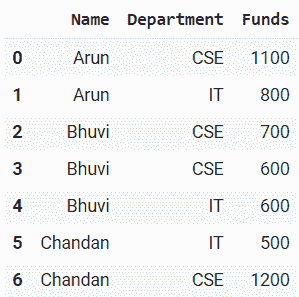 Name Department Funds
0 Arun CSE 1100
1 Arun IT 800
2 Bhuvi CSE 700
3 Bhuvi CSE 600
4 Bhuvi IT 600
5 Chandan IT 500
6 Chandan CSE 1200